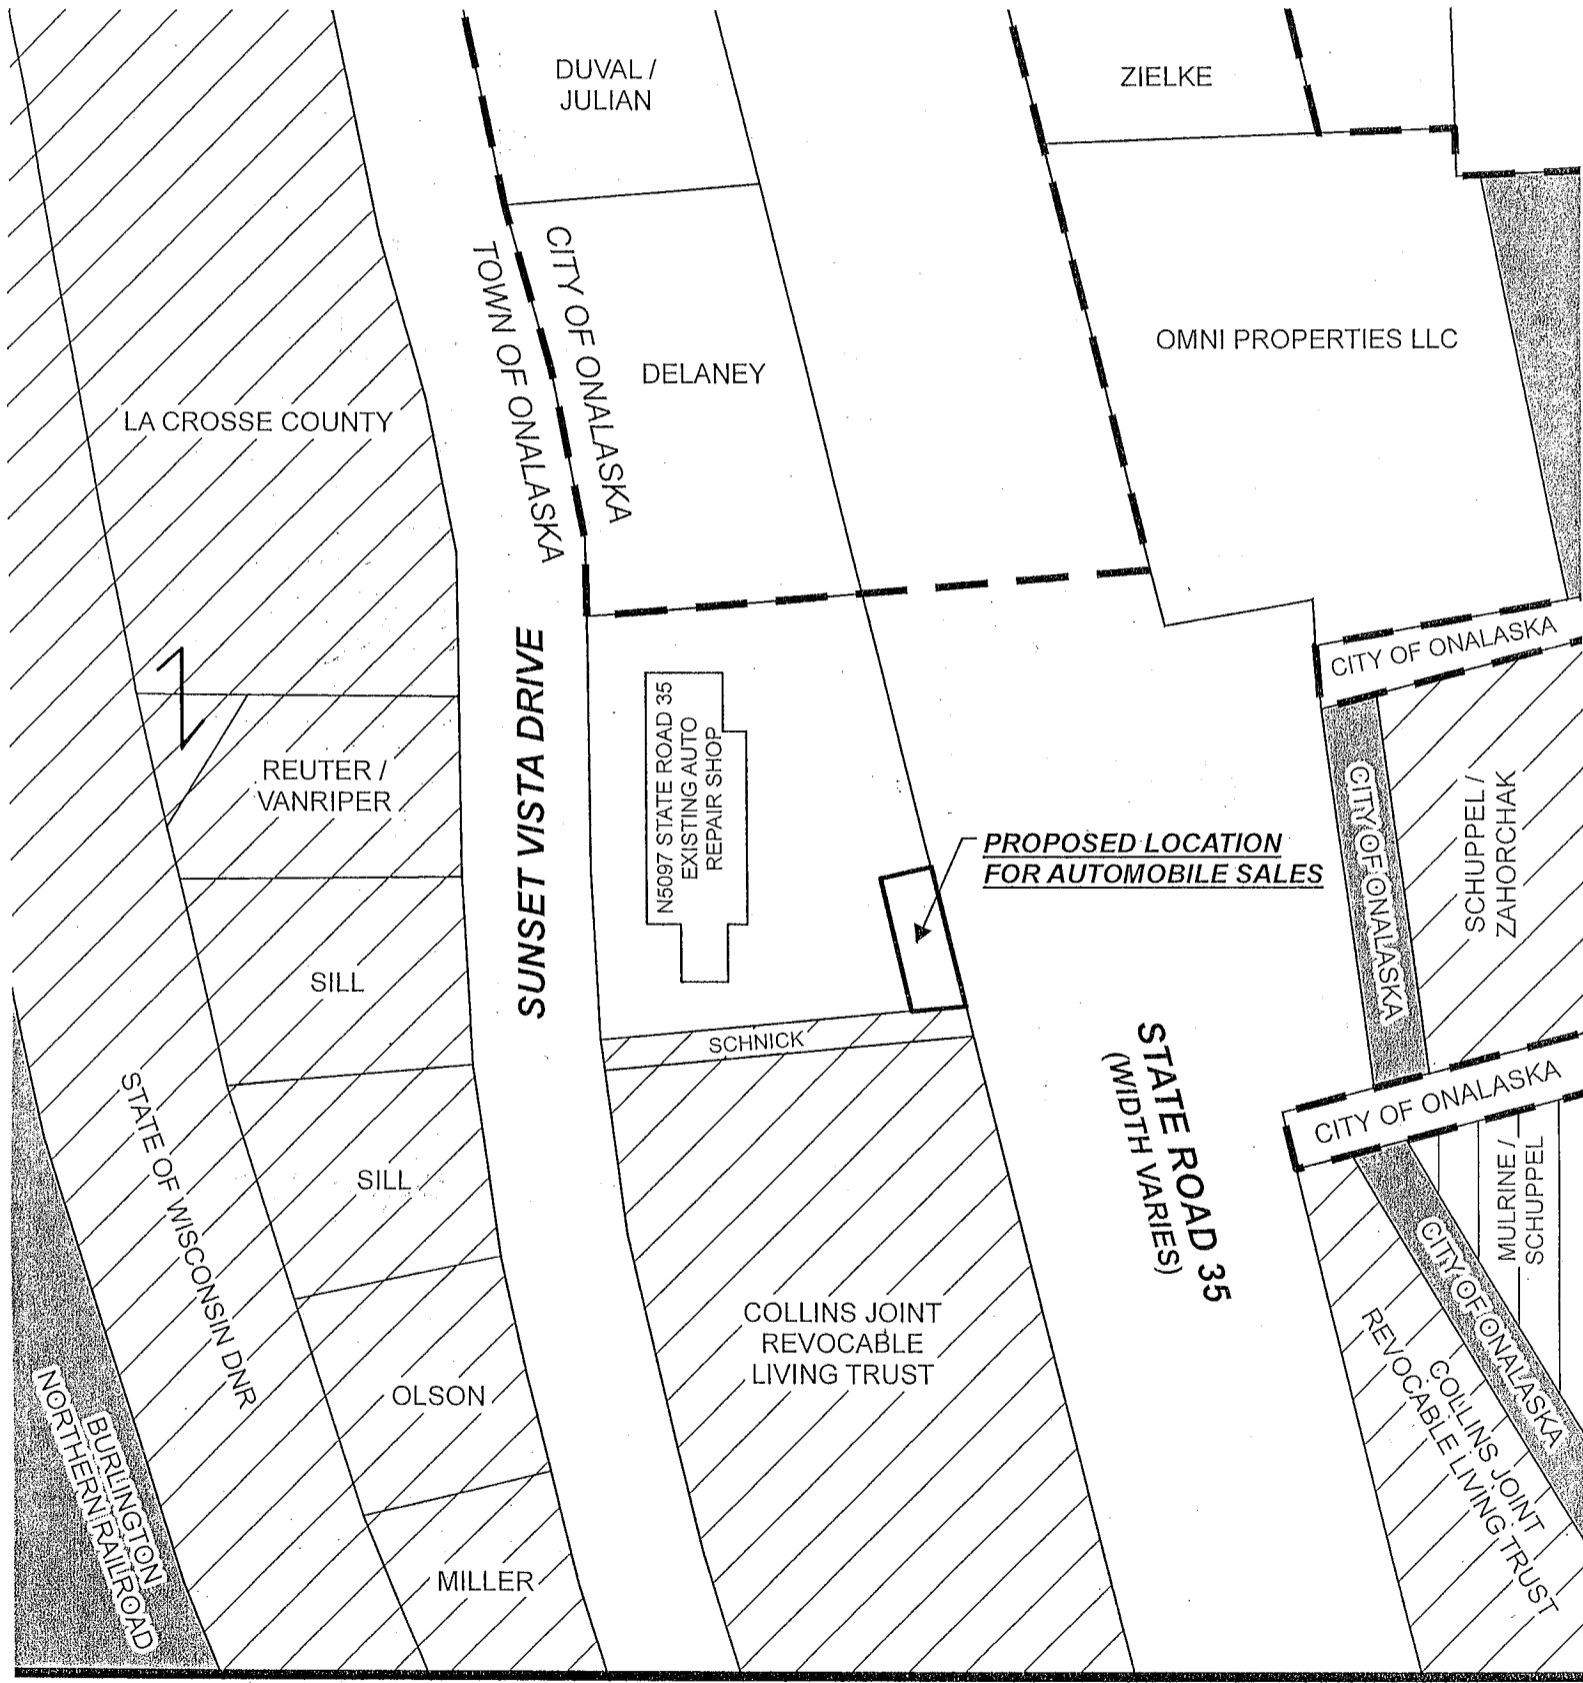 DUVAL /
JULIAN
ZIELKE
CITY OF ONALASKA
TOWN OF ONALASKA
DELANEY
OMNI PROPERTIES LLC
LA CROSSE COUNTY
CITY OF ONALASKA
SUNSET VISTA DRIVE
N5097 STATE ROAD 35
EXISTING AUTO
REPAIR SHOP
REUTER /
VANRIPER
PROPOSED LOCATION
FOR AUTOMOBILE SALES
CITY OF ONALASKA
SCHUPPEL /
ZAHORCHAK
SILL
SCHNICK
STATE ROAD 35
(WIDTH VARIES)
CITY OF ONALASKA
STATE OF WISCONSIN DNR
SILL
MULRINE /
SCHUPPEL
CITY OF ONALASKA
COLLINS JOINT
REVOCABLE
LIVING TRUST
OLSON
COLLINS JOINT
REVOCABLE LIVING TRUST
BURLINGTON
NORTHERN RAILROAD
MILLER